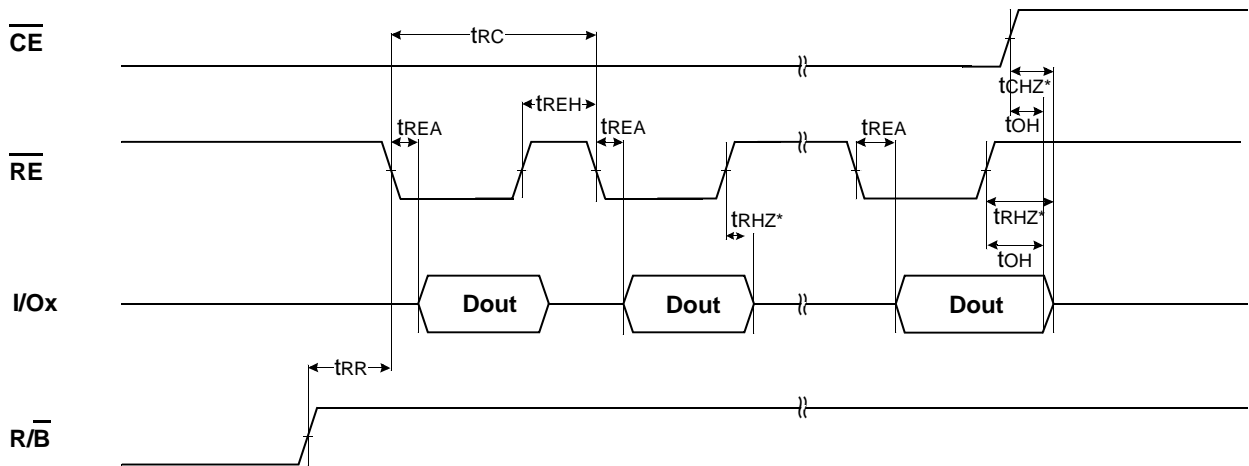 CE
tRC
tCHZ*
tREH
tOH
tREA
tREA
tREA
RE
tRHZ*
tRHZ*
tOH
I/Ox
Dout
Dout
Dout
tRR
R/B